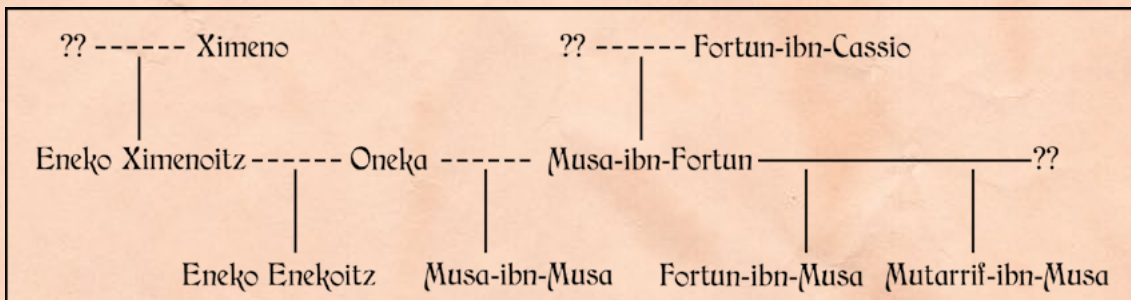 ?? Ximeno ?? Fortun-ibn-Cassio
Eneko Ximenoitz Oneka Musa-ibn-Fortun ??
Eneko Enekoitz Musa-ibn-Musa Fortun-ibn-Musa Mutarrif-ibn-Musa